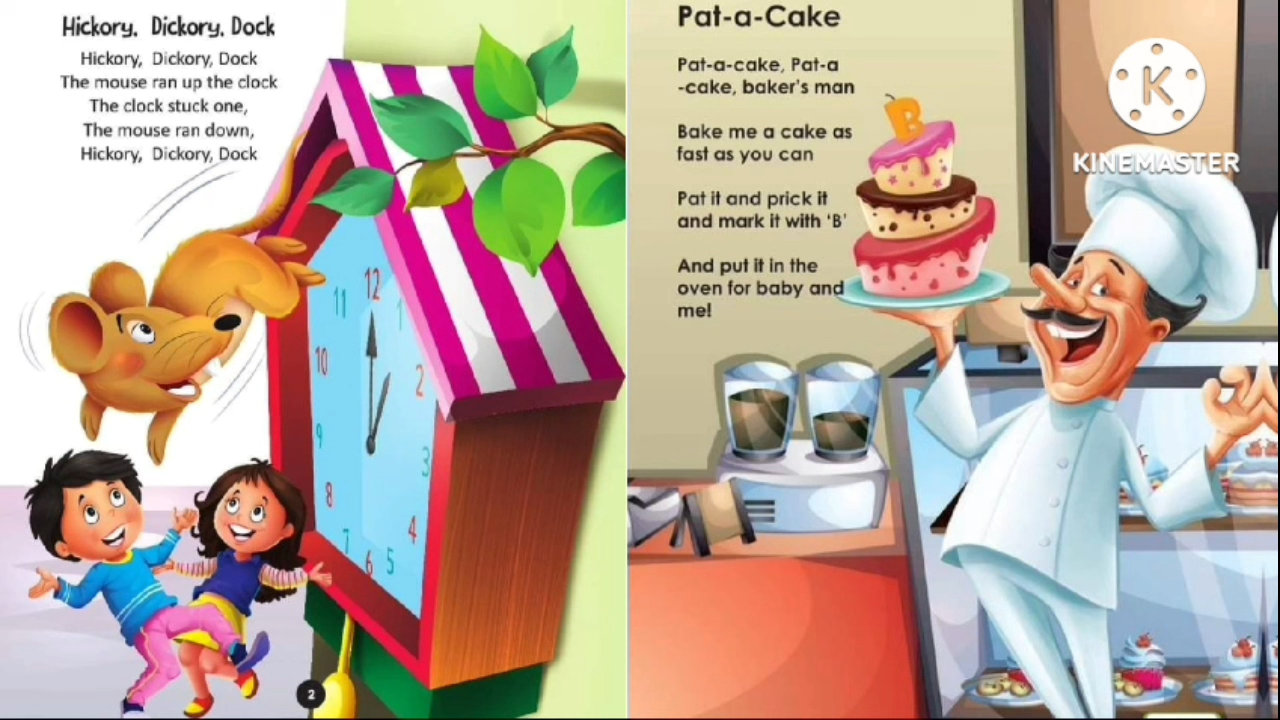 Hickory, Dickory, Dock
Hickory, Dickory, Dock
The mouse ran up the clock
The clock stuck one,
The mouse ran down,
Hickory, Dickory, Dock
12
11
1
10
2
9
3
8
4
7
5
6
2
Pat-a-Cake
Pat-a-cake, Pat-a
-cake, baker's man
Bake me a cake as
fast as you can
Pat it and prick it
and mark it with 'B'
And put it in the
oven for baby and
me!
B
K
KINEMASTER